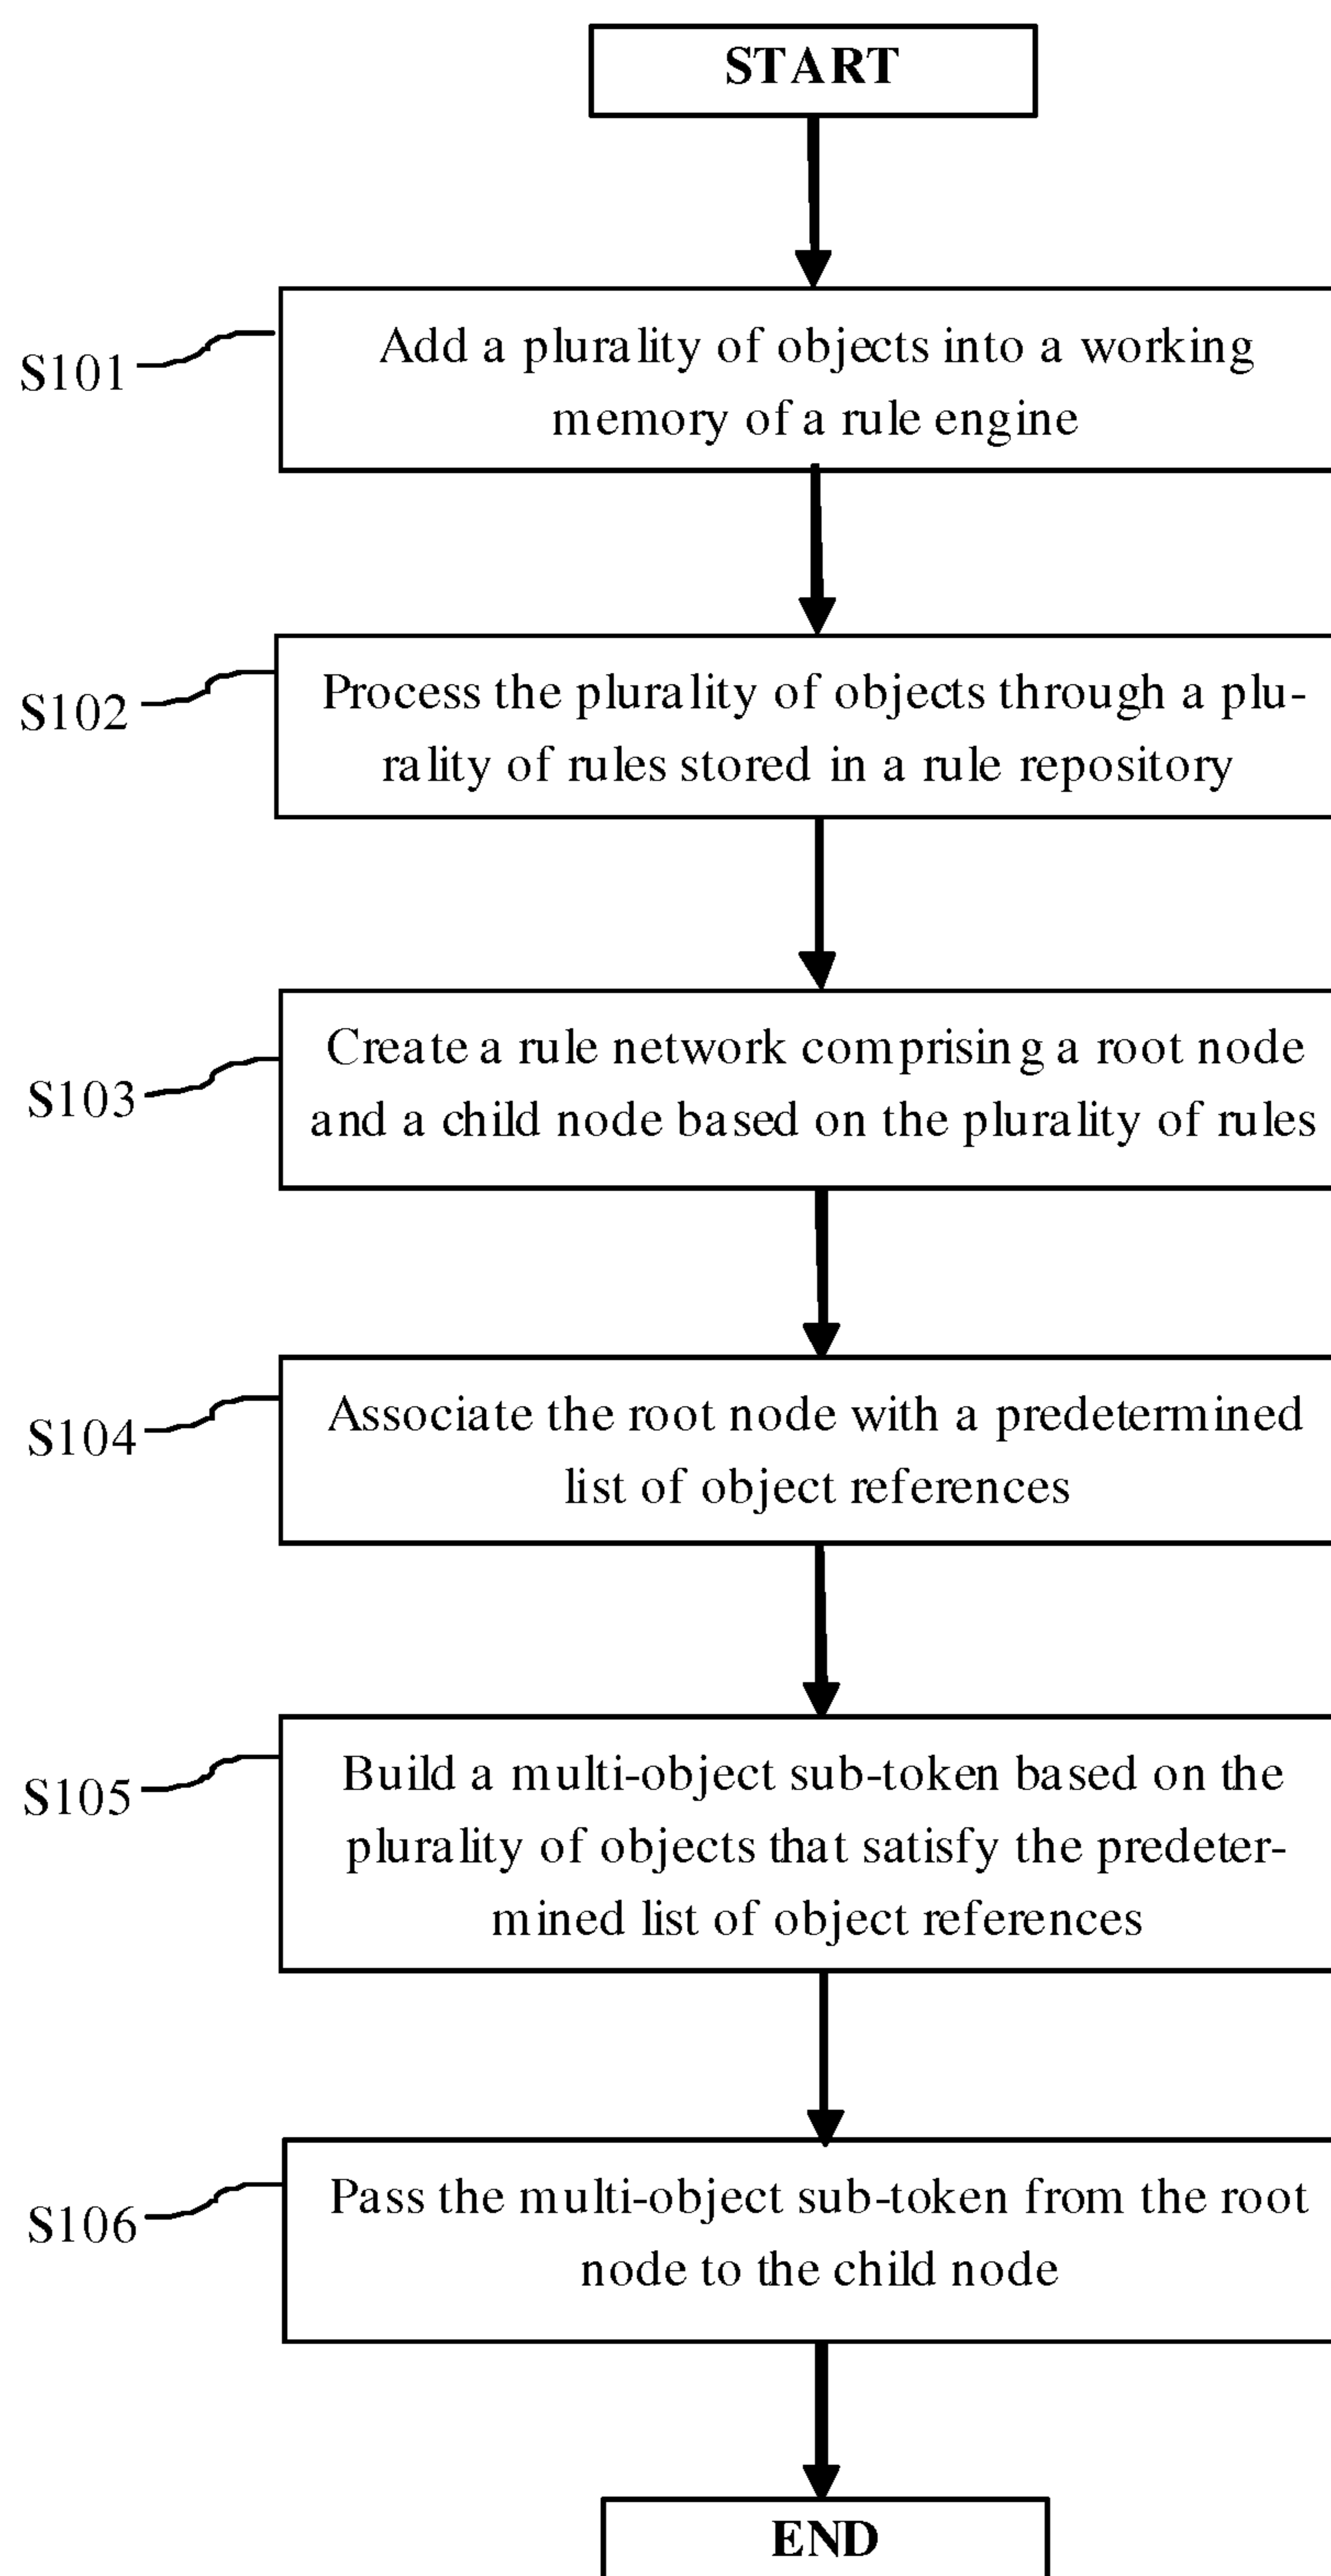 START
S101
Add a plurality of objects into a working
memory of a rule engine
S102
Process the plurality of objects through a plu-
rality of rules stored in a rule repository
S103
Create a rule network comprising a root node
and a child node based on the plurality of rules
S104
Associate the root node with a predetermined
list of object references
S105
Build a multi-object sub-token based on the
plurality of objects that satisfy the predeter-
mined list of object references
S106
Pass the multi-object sub-token from the root
node to the child node
END